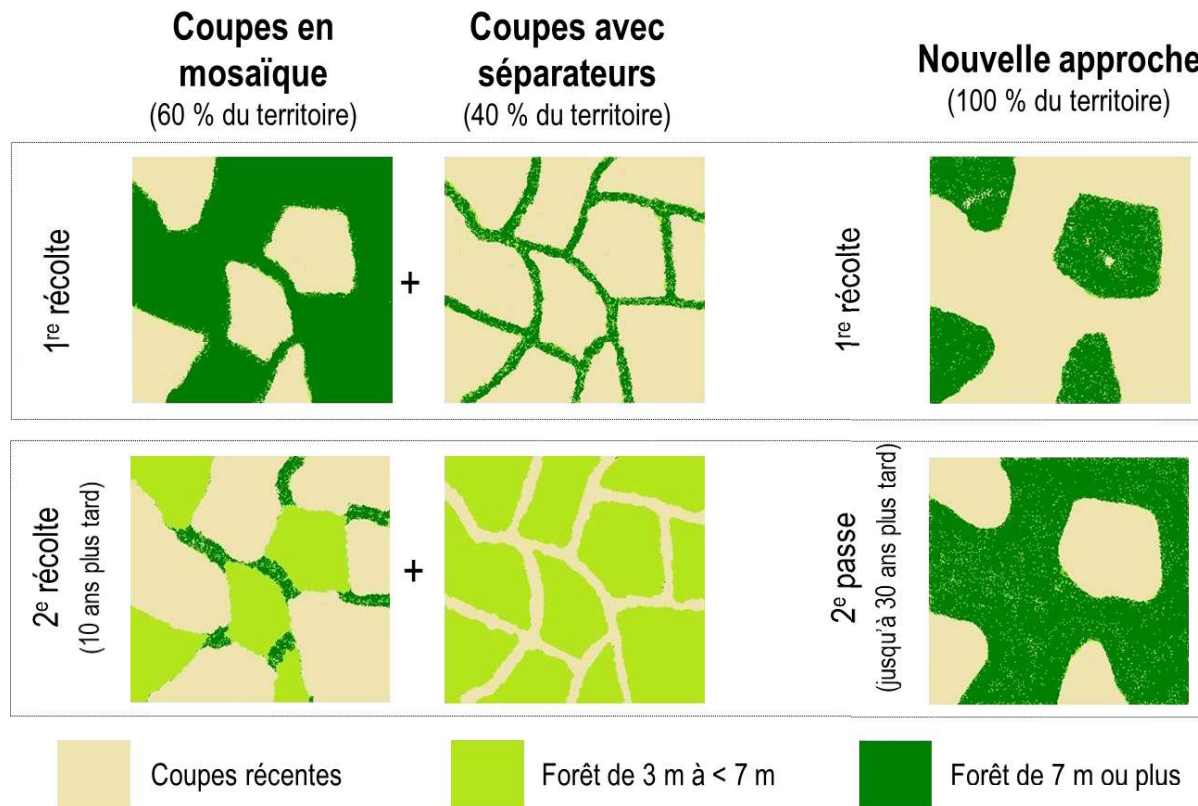 Coupes en
mosaïque
(60 % du territoire)
Coupes avec
séparateurs
(40 % du territoire)
Nouvelle approche
(100 % du territoire)
1re récolte
+
1re récolte
2e récolte
(10 ans plus tard)
+
2e passe
(jusqu'à 30 ans plus tard)
Coupes récentes
Forêt de 3 m à < 7 m
Forêt de 7 m ou plus